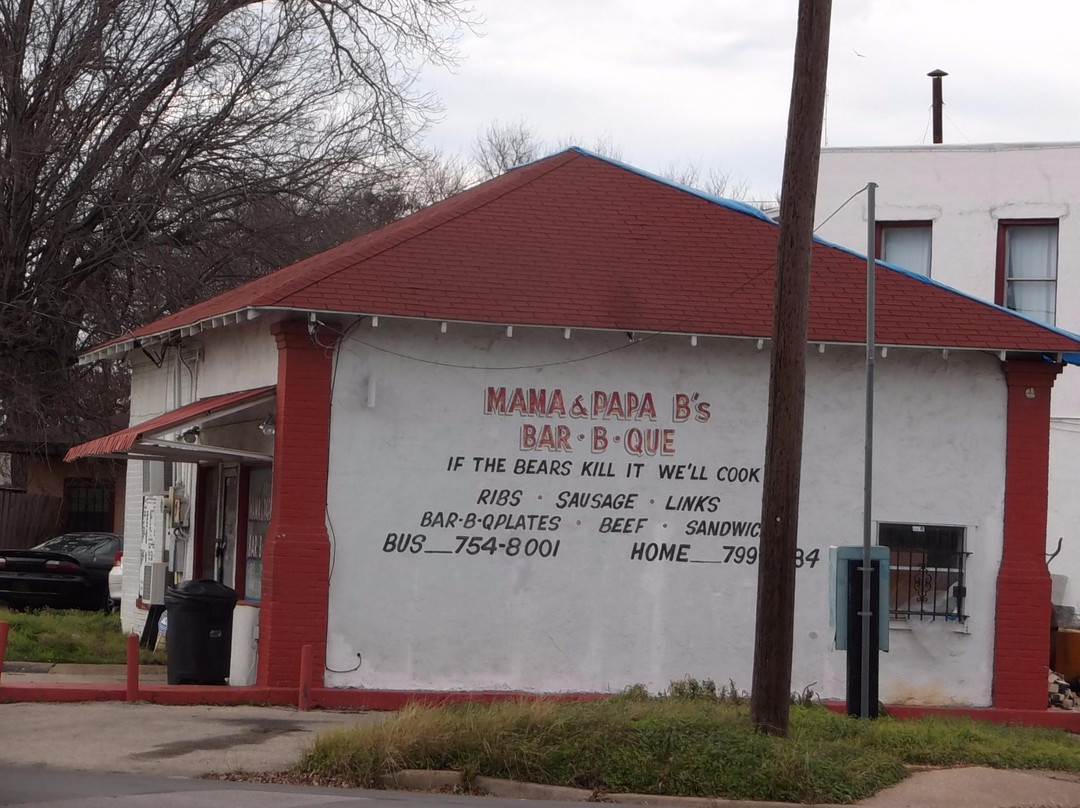 MAMA & PAPA B's
BAR·B·QUE
IF THE BEARS KILL IT WE'LL COOK
RIBS · SAUSAGE · LINKS
BAR-B-QPLATES · BEEF · SANDWIC
BUS__754-8001 HOME__799 84